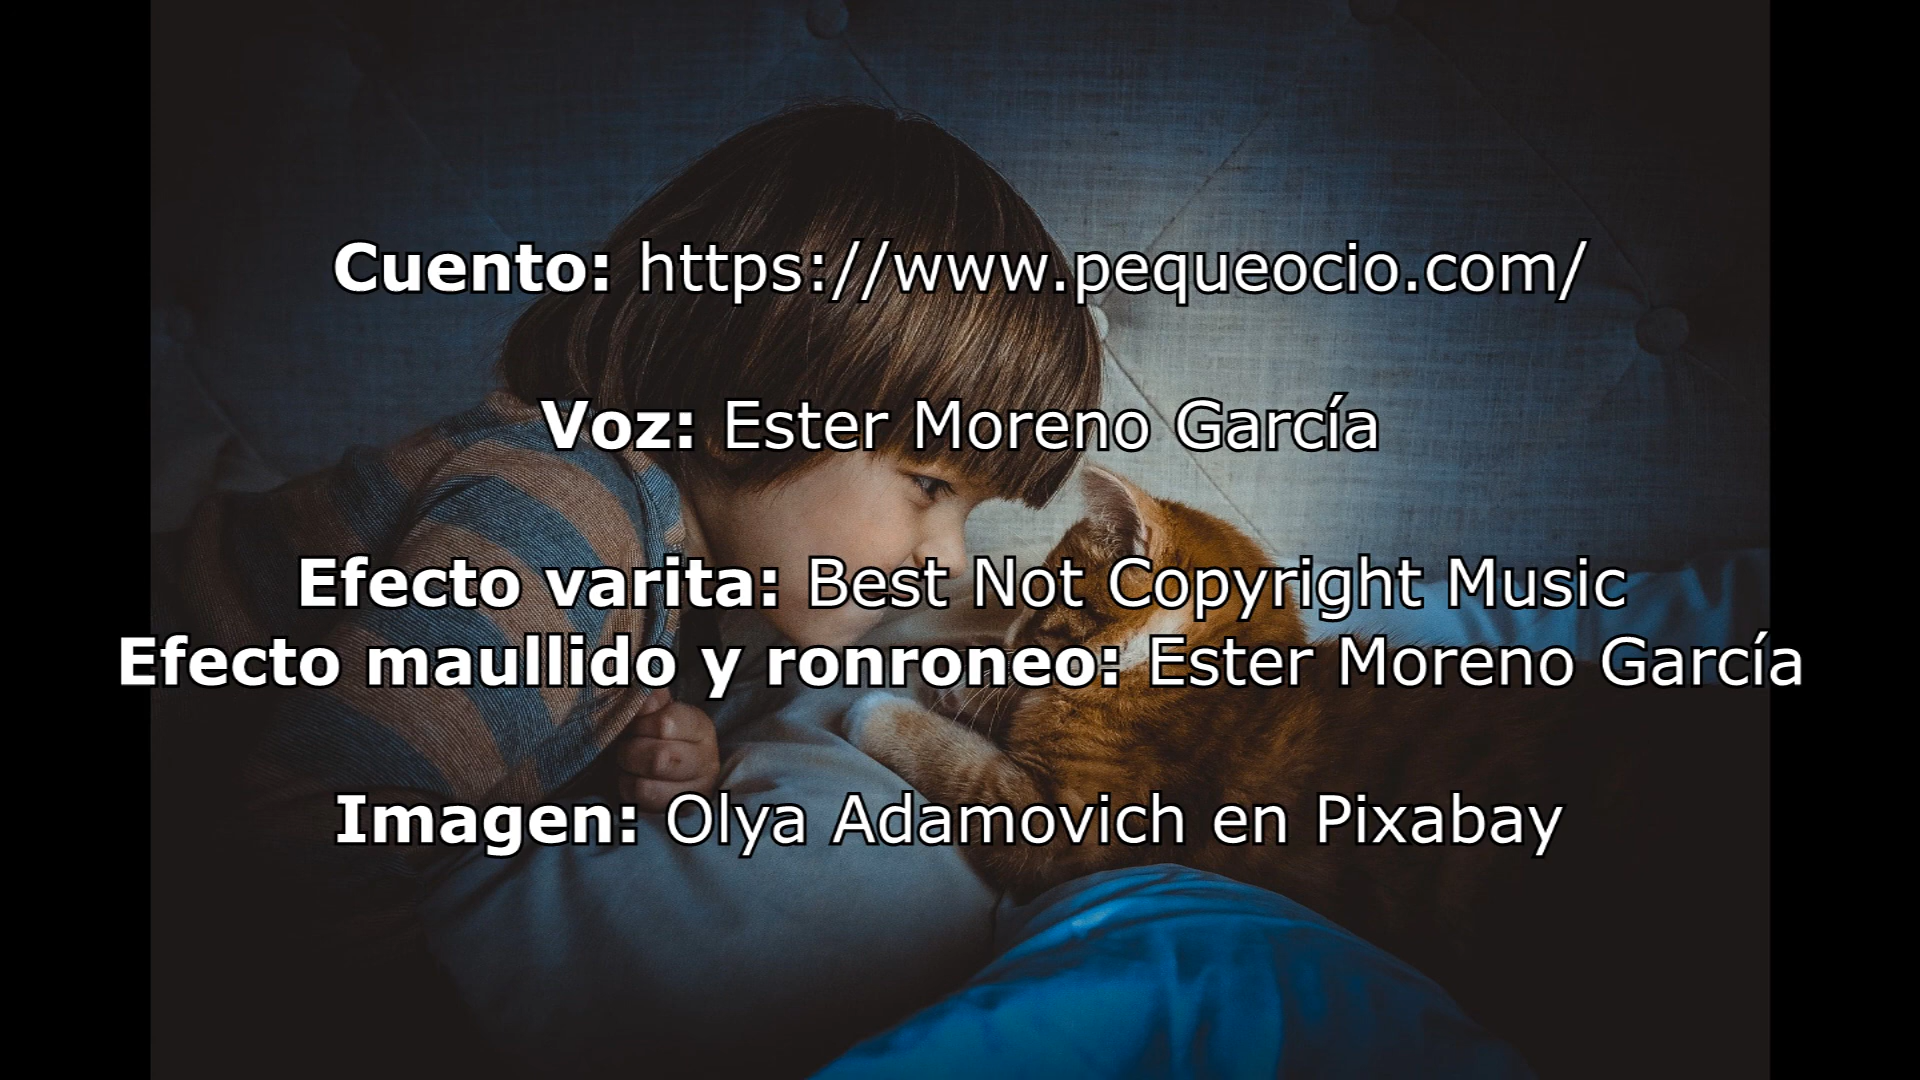 Cuento: https://www.pequeocio.com/
Voz: Ester Moreno García
Efecto varita: Best Not Copyright Music
Efecto maullido y ronroneo: Ester Moreno García
Imagen: Olya Adamovich en Pixabay